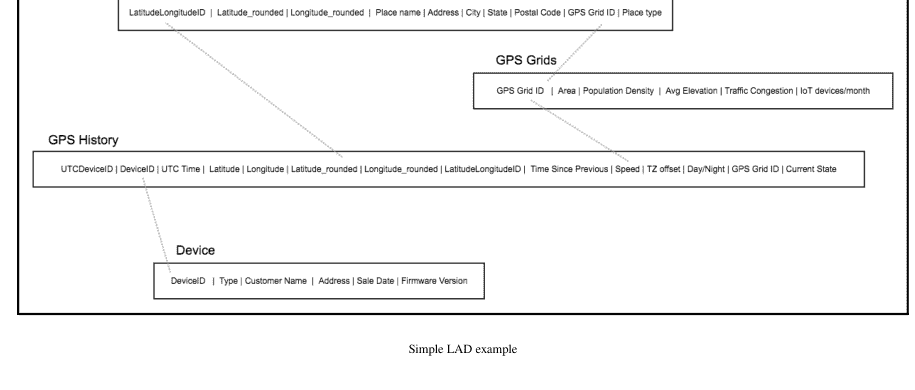 LatitudeLongitudeID | Latitude_rounded | Longitude_rounded | Place name | Address | City | State | Postal Code | GPS Grid ID | Place type
GPS Grids
GPS Grid ID | Area | Population Density | Avg Elevation | Traffic Congestion | IoT devices/month
GPS History
UTCDeviceID | DeviceID | UTC Time | Latitude | Longitude | Latitude_rounded | Longitude_rounded | LatitudeLongitudeID | Time Since Previous | Speed | TZ offset | Day/Night | GPS Grid ID | Current State
Device
DeviceID | Type | Customer Name | Address | Sale Date | Firmware Version
Simple LAD example